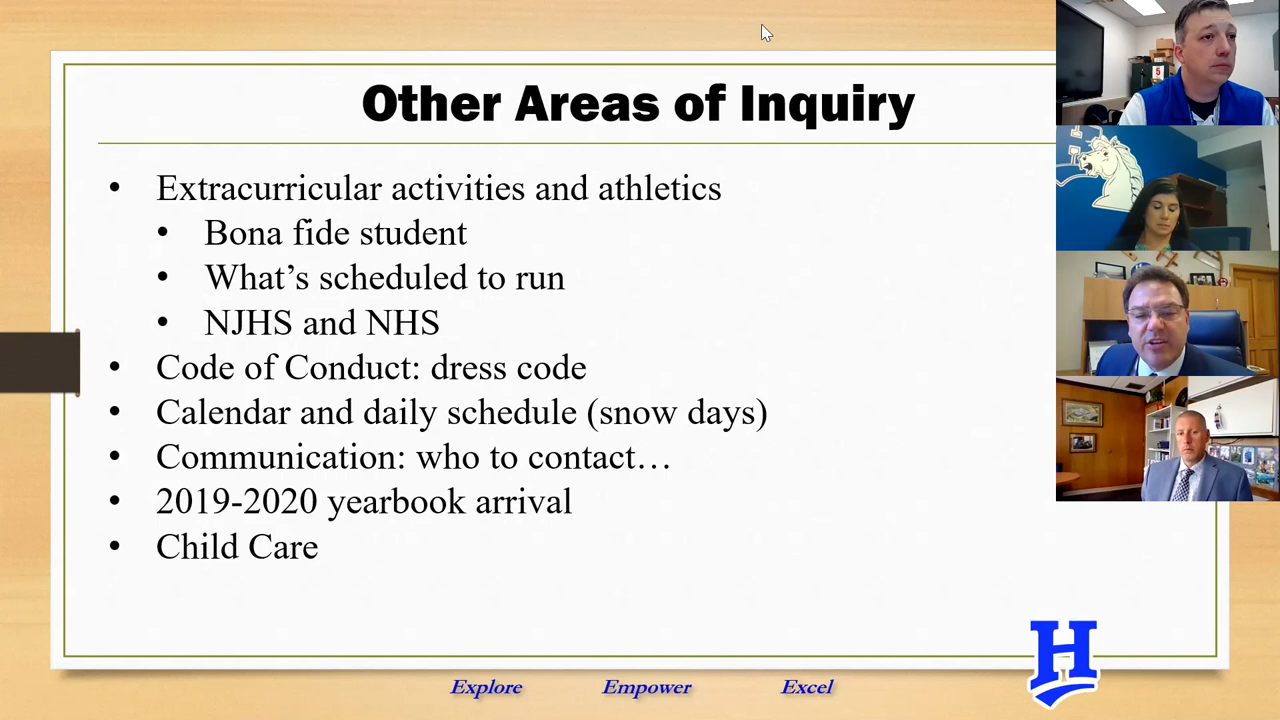 Other Areas of Inquiry
• Extracurricular activities and athletics
• Bona fide student
• What’s scheduled to run
• NJHS and NHS
• Code of Conduct: dress code
• Calendar and daily schedule (snow days)
• Communication: who to contact…
• 2019-2020 yearbook arrival
• Child Care
H
Explore Empower Excel
5